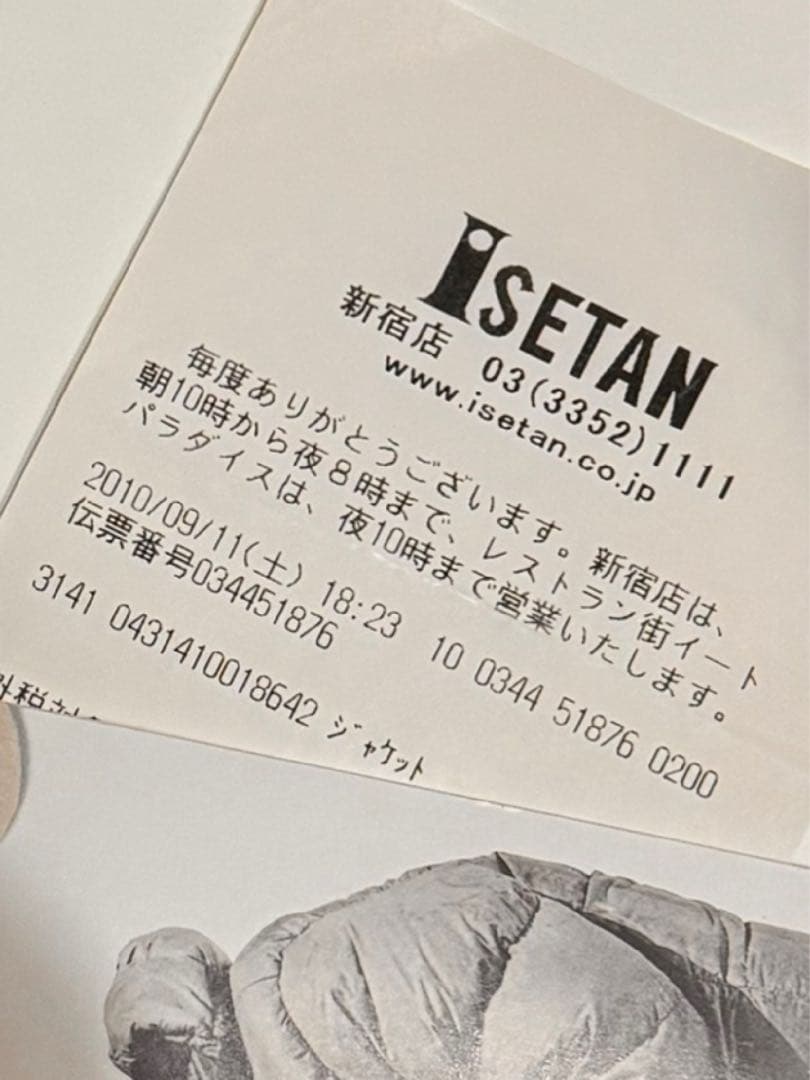 ISETAN
新宿店 03(3352)1111
www.isetan.co.jp
毎度ありがとうございます。新宿店は、
朝10時から夜8時まで、レストラン街イート
パラダイスは、夜10時まで営業いたします。
2010/09/11(土) 18:23 10 0344 51876 0200
伝票番号034451876
3141 0431410018642 ジャケット